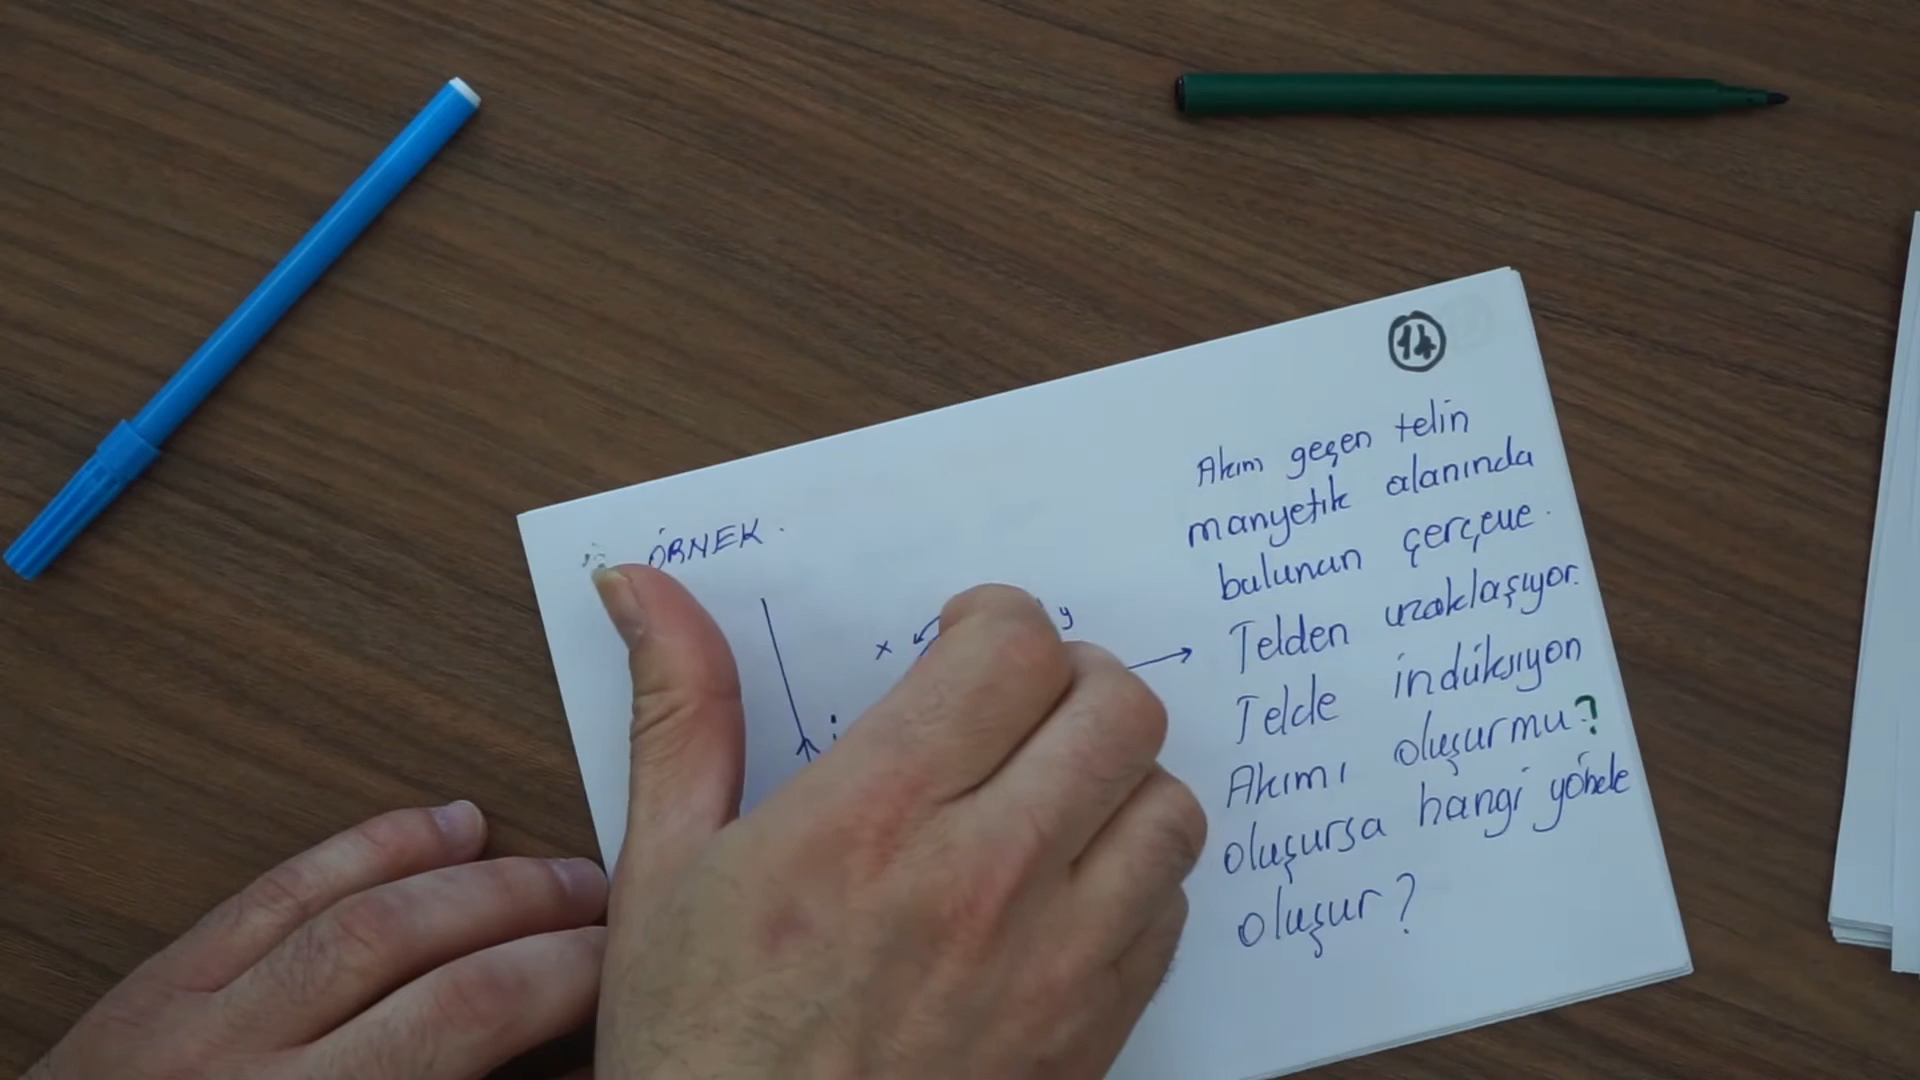 14
ÖRNEK.
x
y
i
Akım geçen telin
manyetik alanında
bulunan çerçeve.
Telden uzaklaşıyor.
Telde indüksiyon
Akımı oluşurmu?
oluşursa hangi yönde
oluşur?